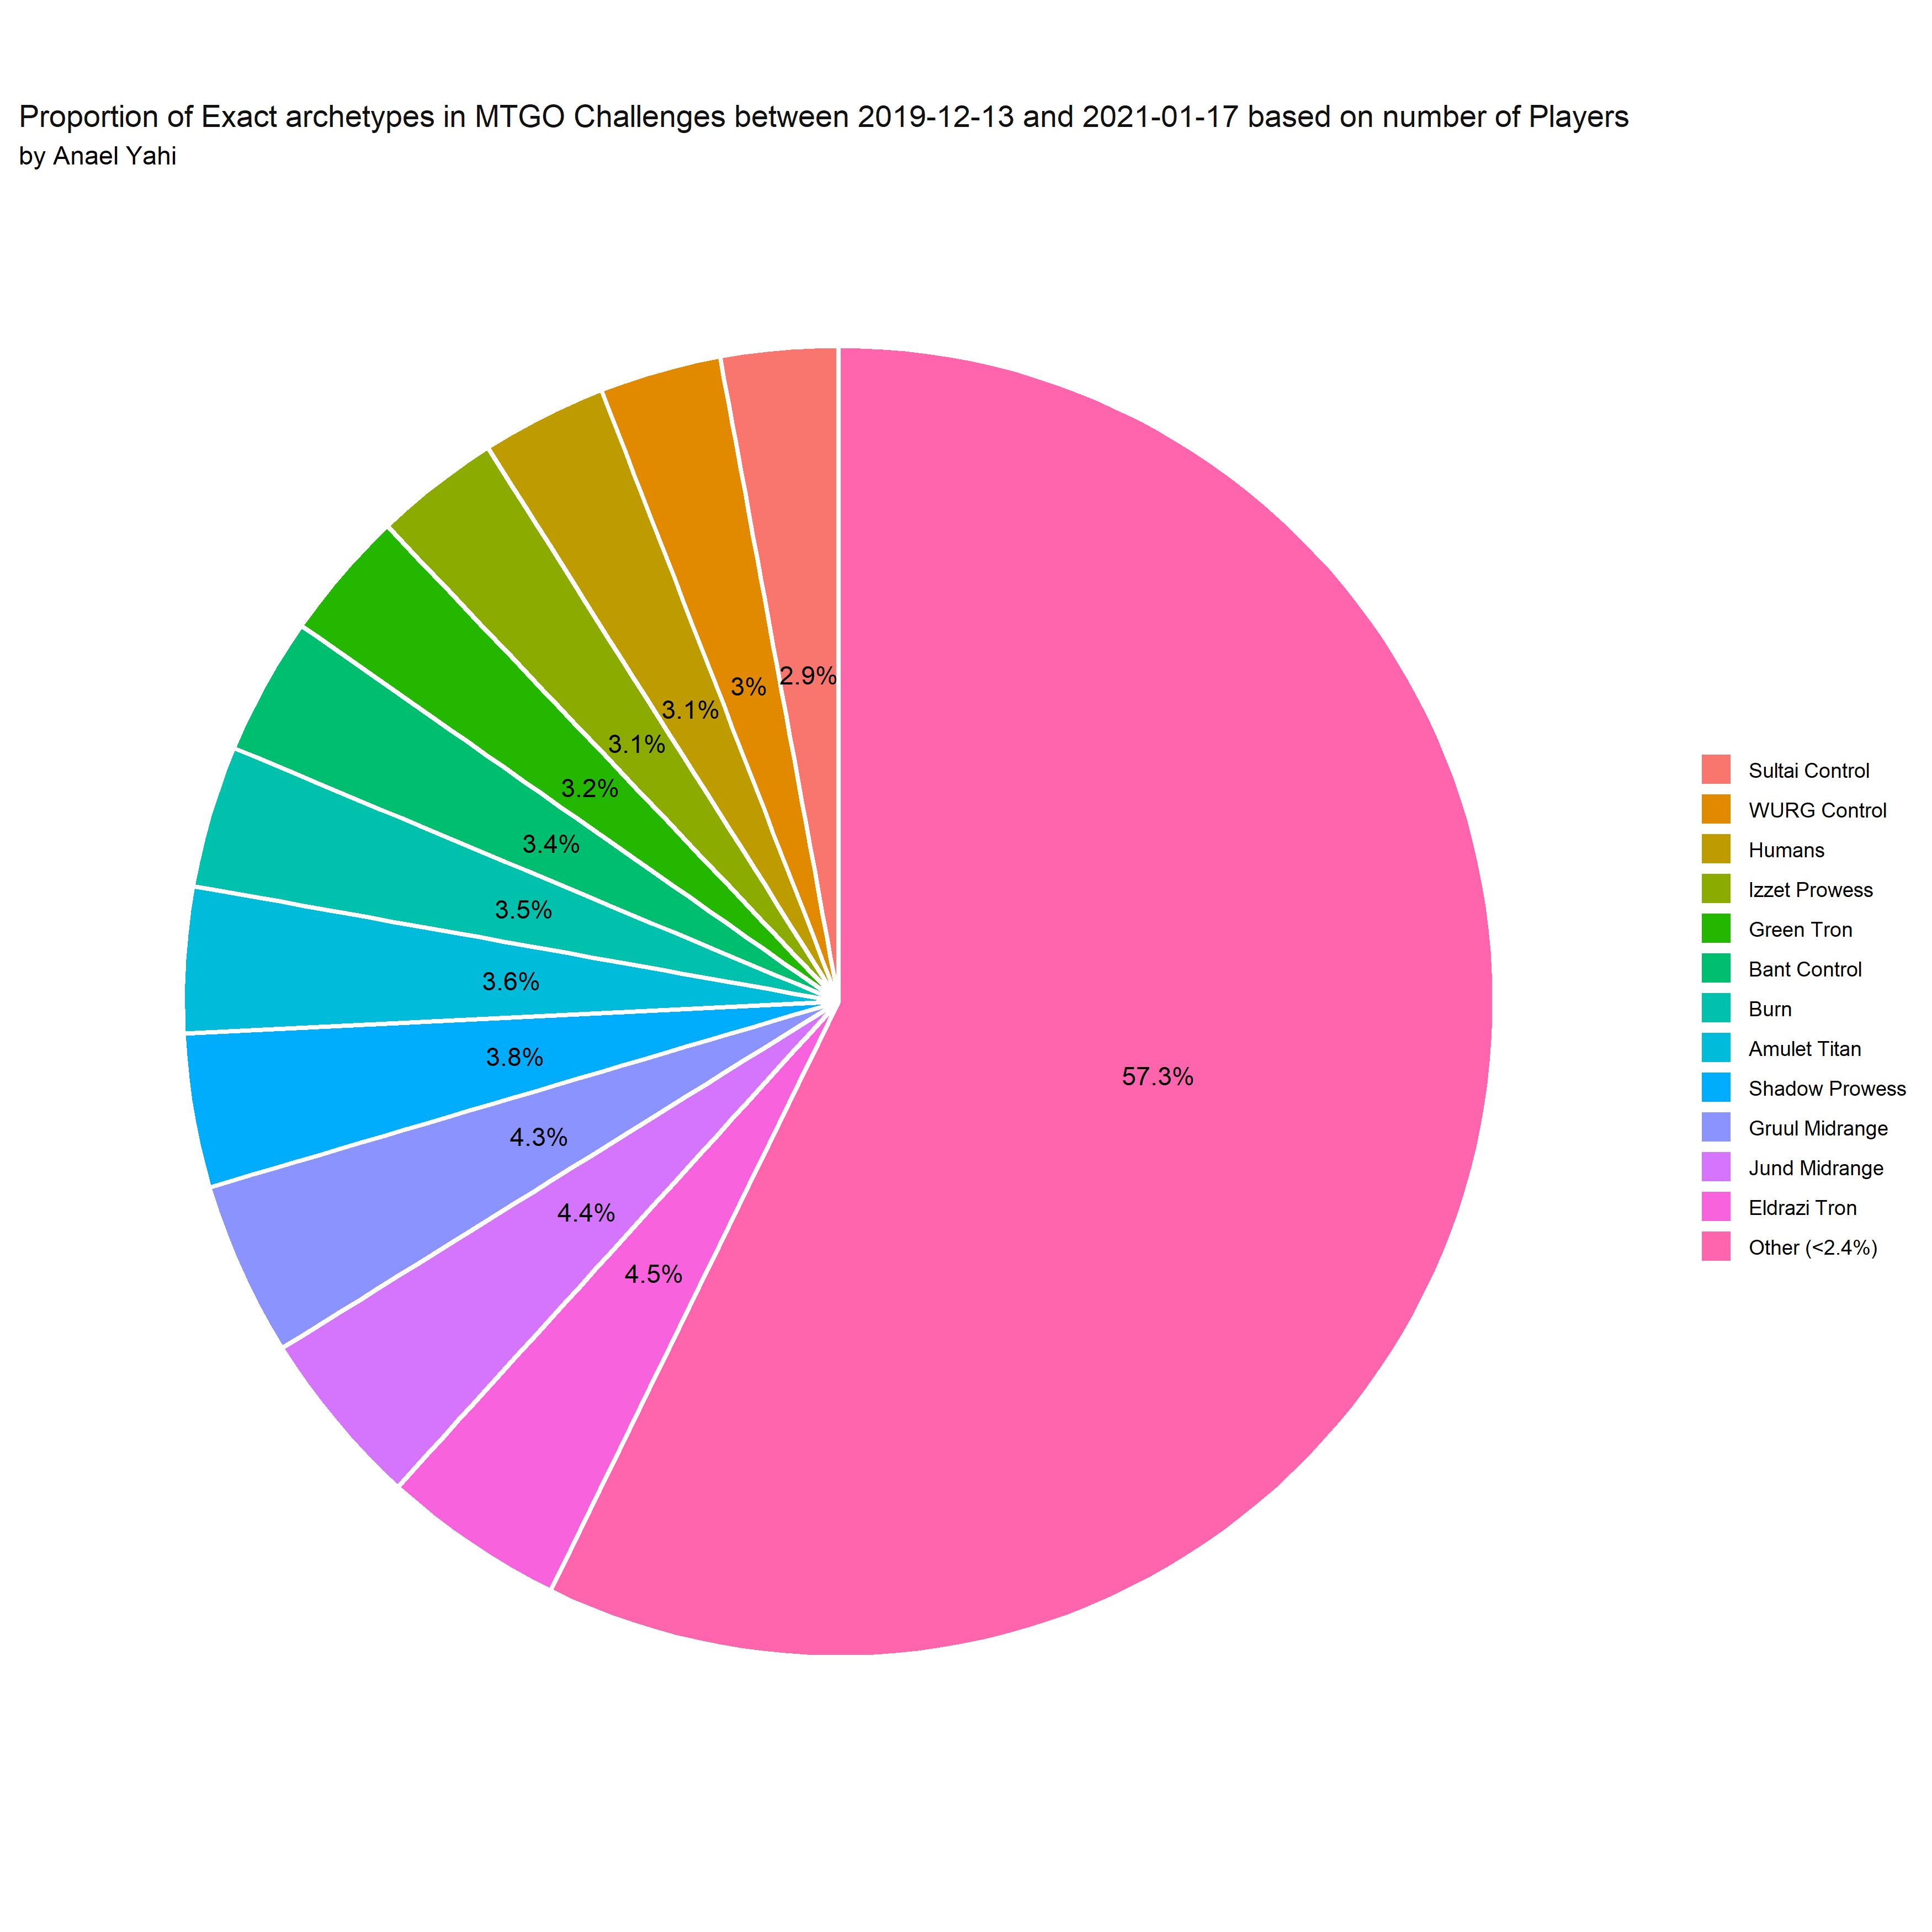 Proportion of Exact archetypes in MTGO Challenges between 2019-12-13 and 2021-01-17 based on number of Players
by Anael Yahi
2.9%
3%
3.1%
3.1%
3.2%
3.4%
3.5%
3.6%
3.8%
4.3%
4.4%
4.5%
57.3%
Sultai Control
WURG Control
Humans
Izzet Prowess
Green Tron
Bant Control
Burn
Amulet Titan
Shadow Prowess
Gruul Midrange
Jund Midrange
Eldrazi Tron
Other (<2.4%)